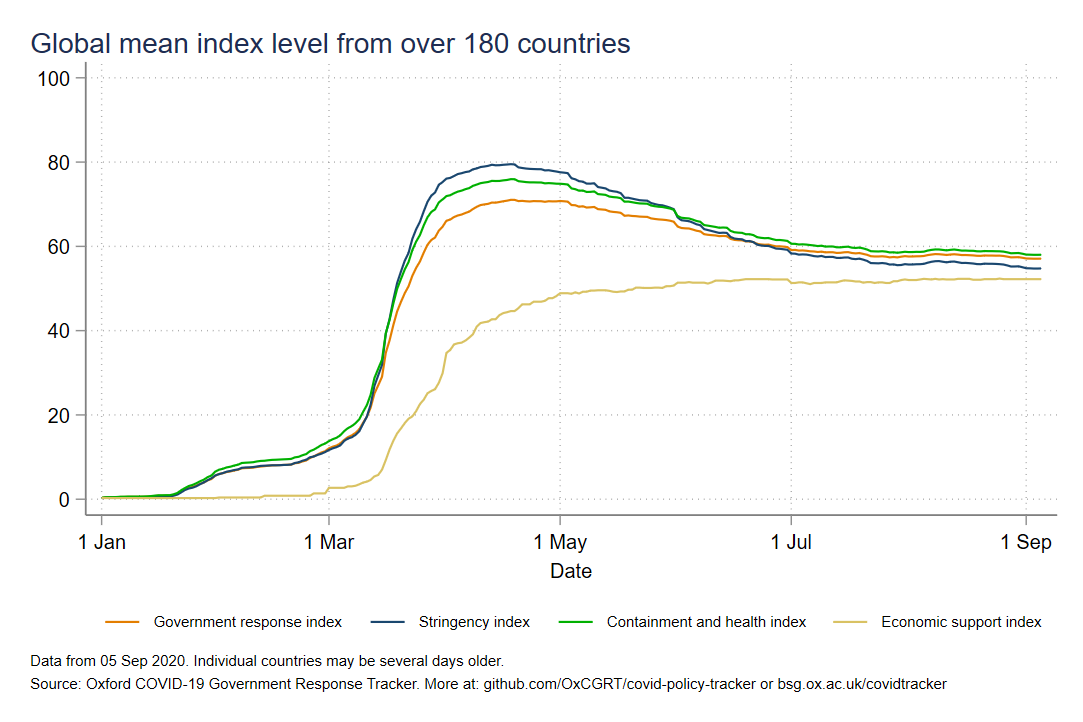 Global mean index level from over 180 countries
100
80
60
40
20
0
1 Jan
1 Mar
1 May
1 Jul
1 Sep
Date
Government response index
Stringency index
Containment and health index
Economic support index
Data from 05 Sep 2020. Individual countries may be several days older.
Source: Oxford COVID-19 Government Response Tracker. More at: github.com/OxCGRT/covid-policy-tracker or bsg.ox.ac.uk/covidtracker